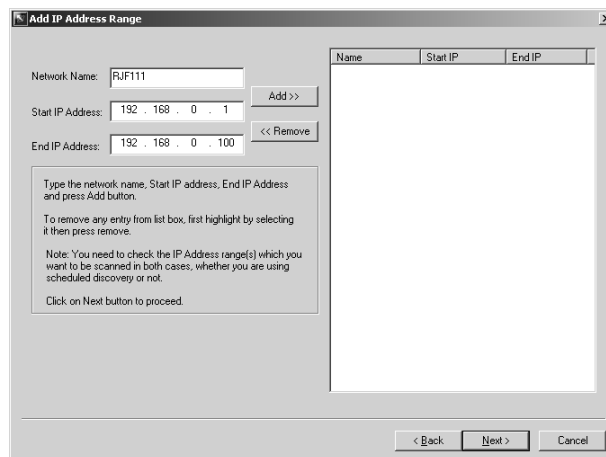 Add IP Address Range
Network Name: RJF111
Start IP Address: 192 . 168 . 0 . 1
End IP Address: 192 . 168 . 0 . 100
Add >>
<< Remove
Name Start IP End IP
Type the network name, Start IP address, End IP Address
and press Add button.
To remove any entry from list box, first highlight by selecting
it then press remove.
Note: You need to check the IP Address range(s) which you
want to be scanned in both cases, whether you are using
scheduled discovery or not.
Click on Next button to proceed.
< Back Next > Cancel